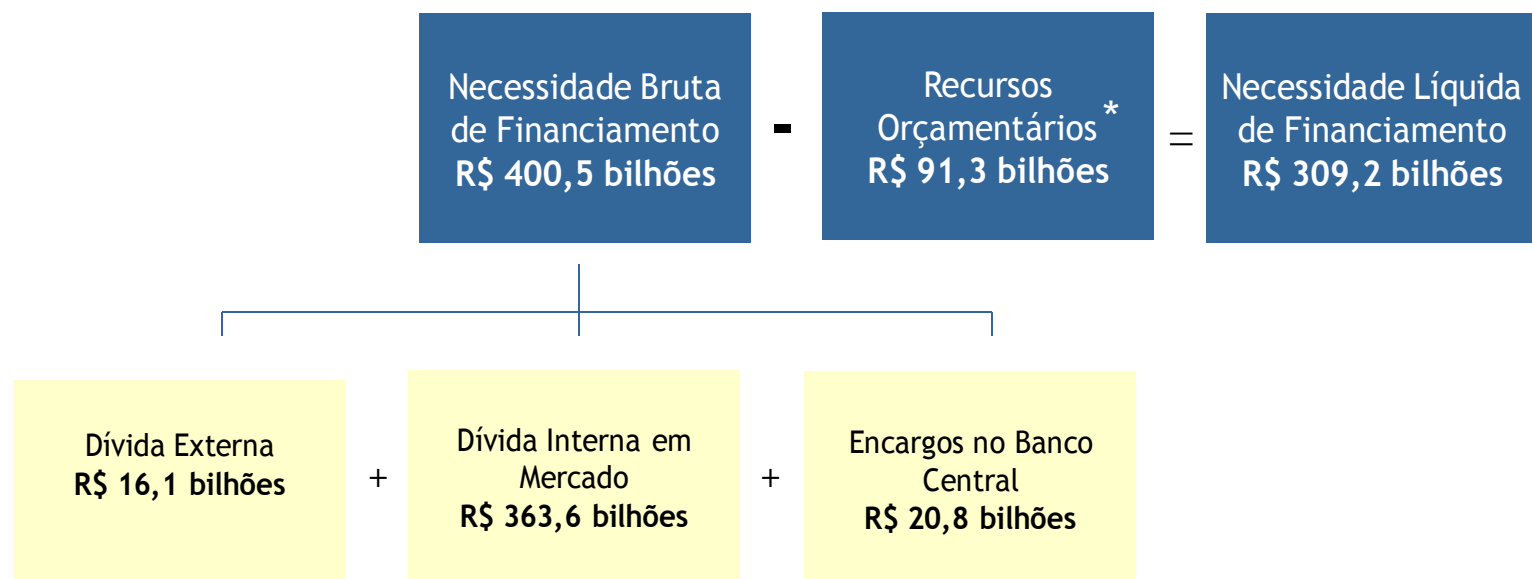 Necessidade Bruta
de Financiamento
R$ 400,5 bilhões
-
Recursos
Orçamentários *
R$ 91,3 bilhões
=
Necessidade Líquida
de Financiamento
R$ 309,2 bilhões
Dívida Externa
R$ 16,1 bilhões
+
Dívida Interna em
Mercado
R$ 363,6 bilhões
+
Encargos no Banco
Central
R$ 20,8 bilhões